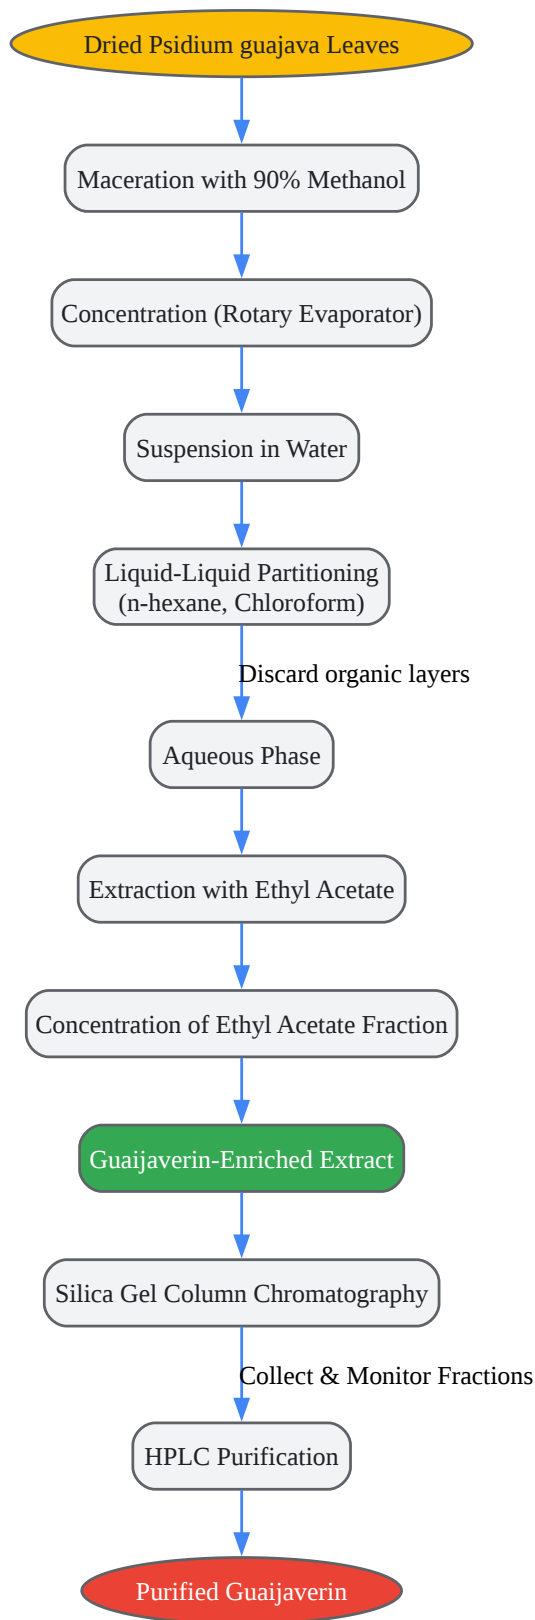 Dried Psidium guajava Leaves
Maceration with 90% Methanol
Concentration (Rotary Evaporator)
Suspension in Water
Liquid-Liquid Partitioning
(n-hexane, Chloroform)
Discard organic layers
Aqueous Phase
Extraction with Ethyl Acetate
Concentration of Ethyl Acetate Fraction
Guaijaverin-Enriched Extract
Silica Gel Column Chromatography
Collect & Monitor Fractions
HPLC Purification
Purified Guaijaverin